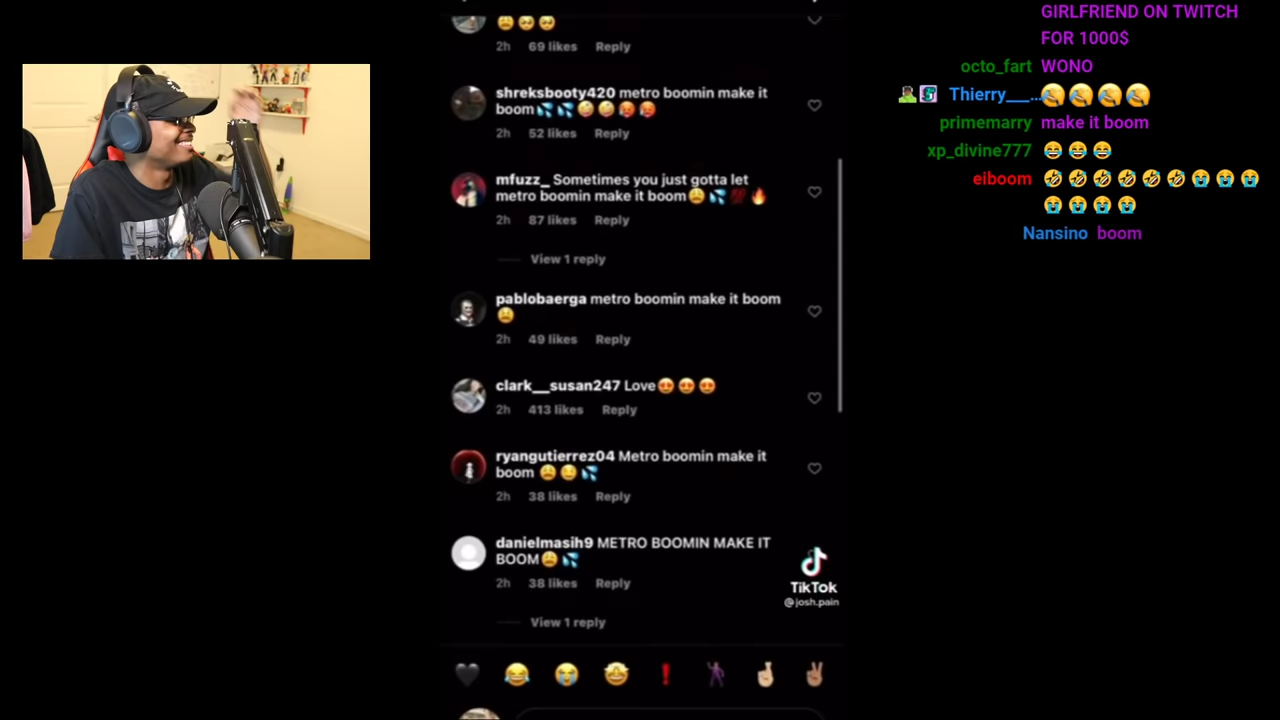 😩🥺🥺
2h 69 likes Reply
shreksbooty420 metro boomin make it
boom💦💦🤪🤪🥵🥵
2h 52 likes Reply
mfuzz_ Sometimes you just gotta let
metro boomin make it boom😩💦💯🔥
2h 87 likes Reply
View 1 reply
pablobaerga metro boomin make it boom
😩
2h 49 likes Reply
clark__susan247 Love😍😍😍
2h 413 likes Reply
ryangutierrez04 Metro boomin make it
boom 😩😏💦
2h 38 likes Reply
danielmasih9 METRO BOOMIN MAKE IT
BOOM😩💦
2h 38 likes Reply
View 1 reply
TikTok
@josh.pain
GIRLFRIEND ON TWITCH
FOR 1000$
octo_fart WONO
Thierry___...
primemarry make it boom
xp_divine777 😂😂😂
eiboom 🤣🤣🤣🤣🤣🤣😭😭😭
😭😭😭😭
Nansino boom